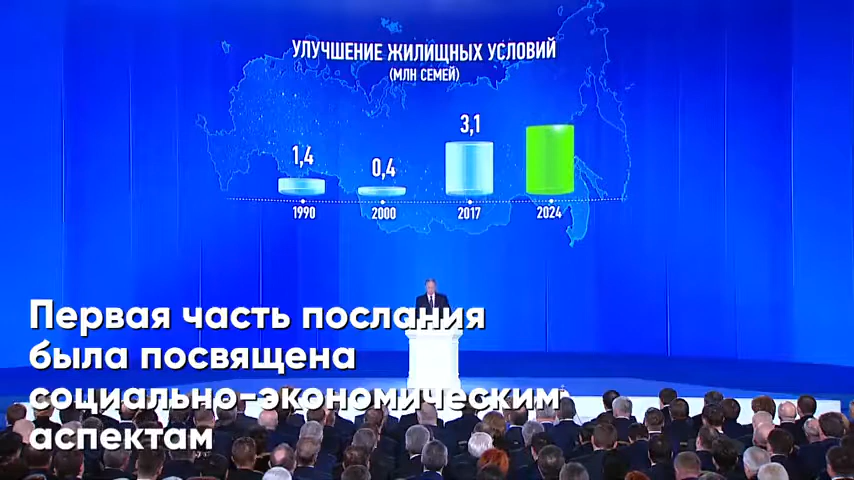 УЛУЧШЕНИЕ ЖИЛИЩНЫХ УСЛОВИЙ
(МЛН СЕМЕЙ)
1,4
0,4
3,1
1990
2000
2017
2024
Первая часть послания
была посвящена
социально-экономическим
аспектам